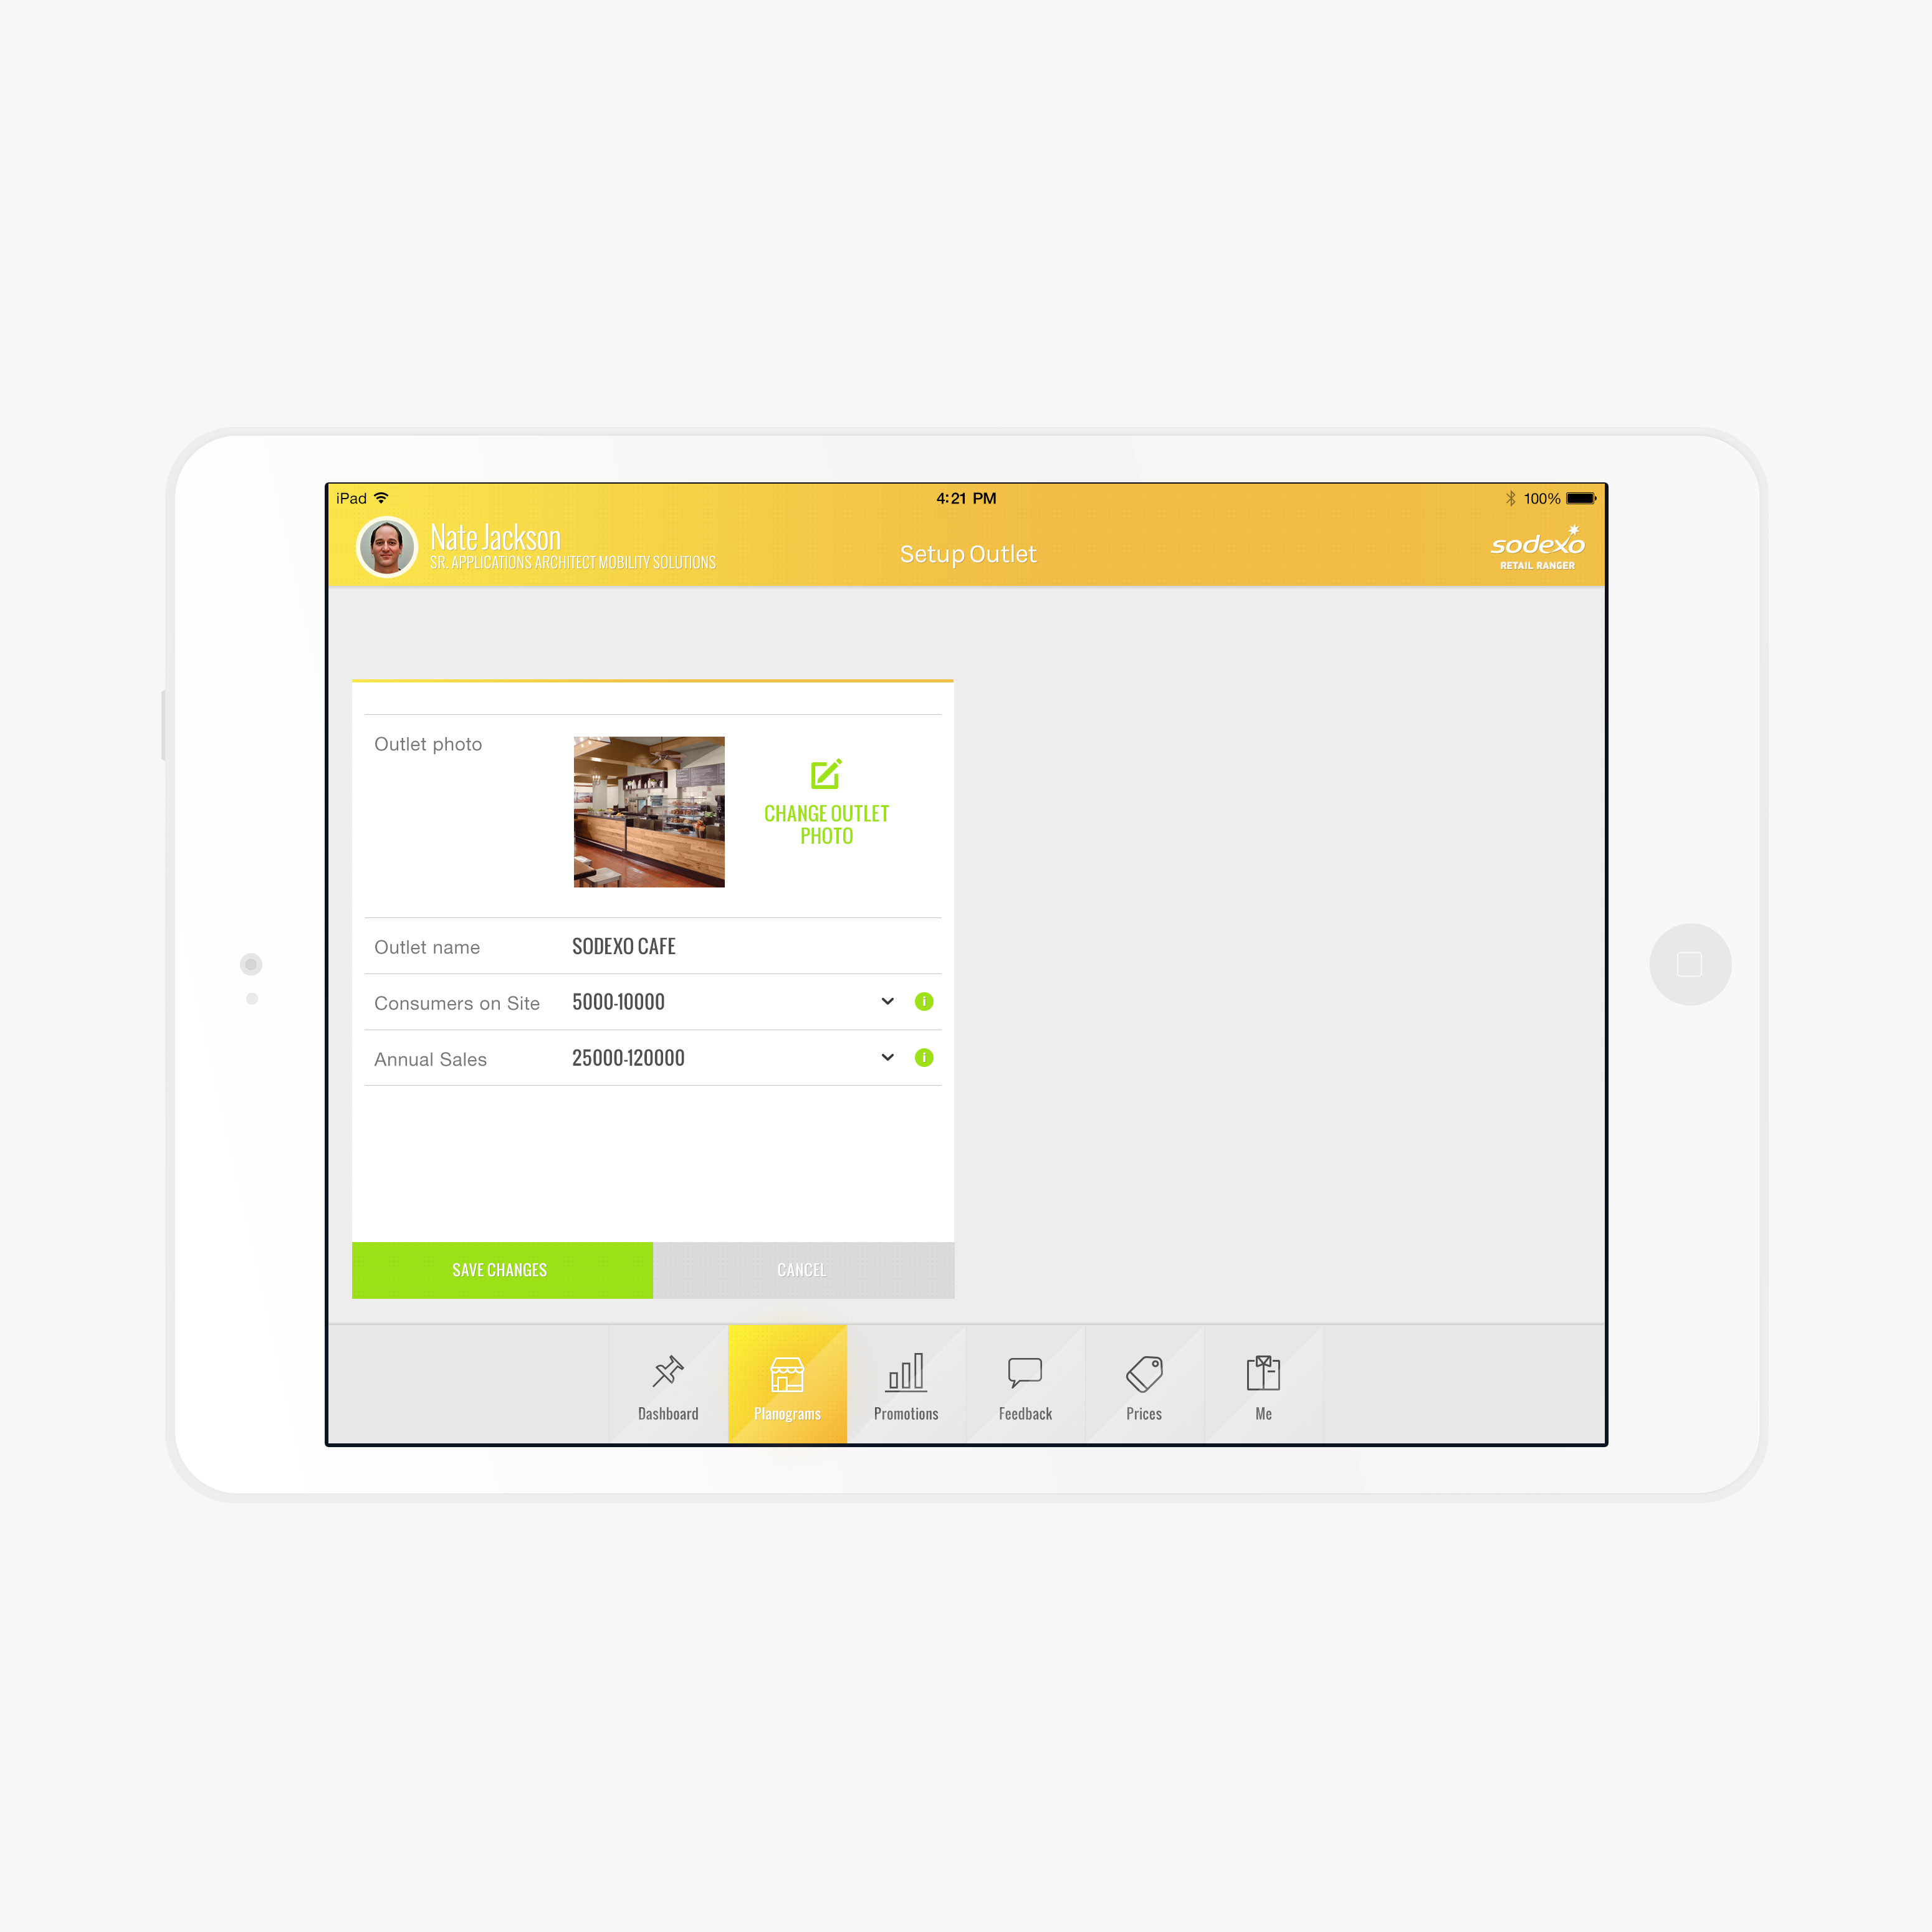 iPad
4:21 PM
100%
Nate Jackson
SR. APPLICATIONS ARCHITECT MOBILITY SOLUTIONS
Setup Outlet
sodexo
RETAIL RANGER
Outlet photo
CHANGE OUTLET
PHOTO
Outlet name SODEXO CAFE
Consumers on Site 5000-10000
Annual Sales 25000-120000
SAVE CHANGES
CANCEL
Dashboard
Planograms
Promotions
Feedback
Prices
Me